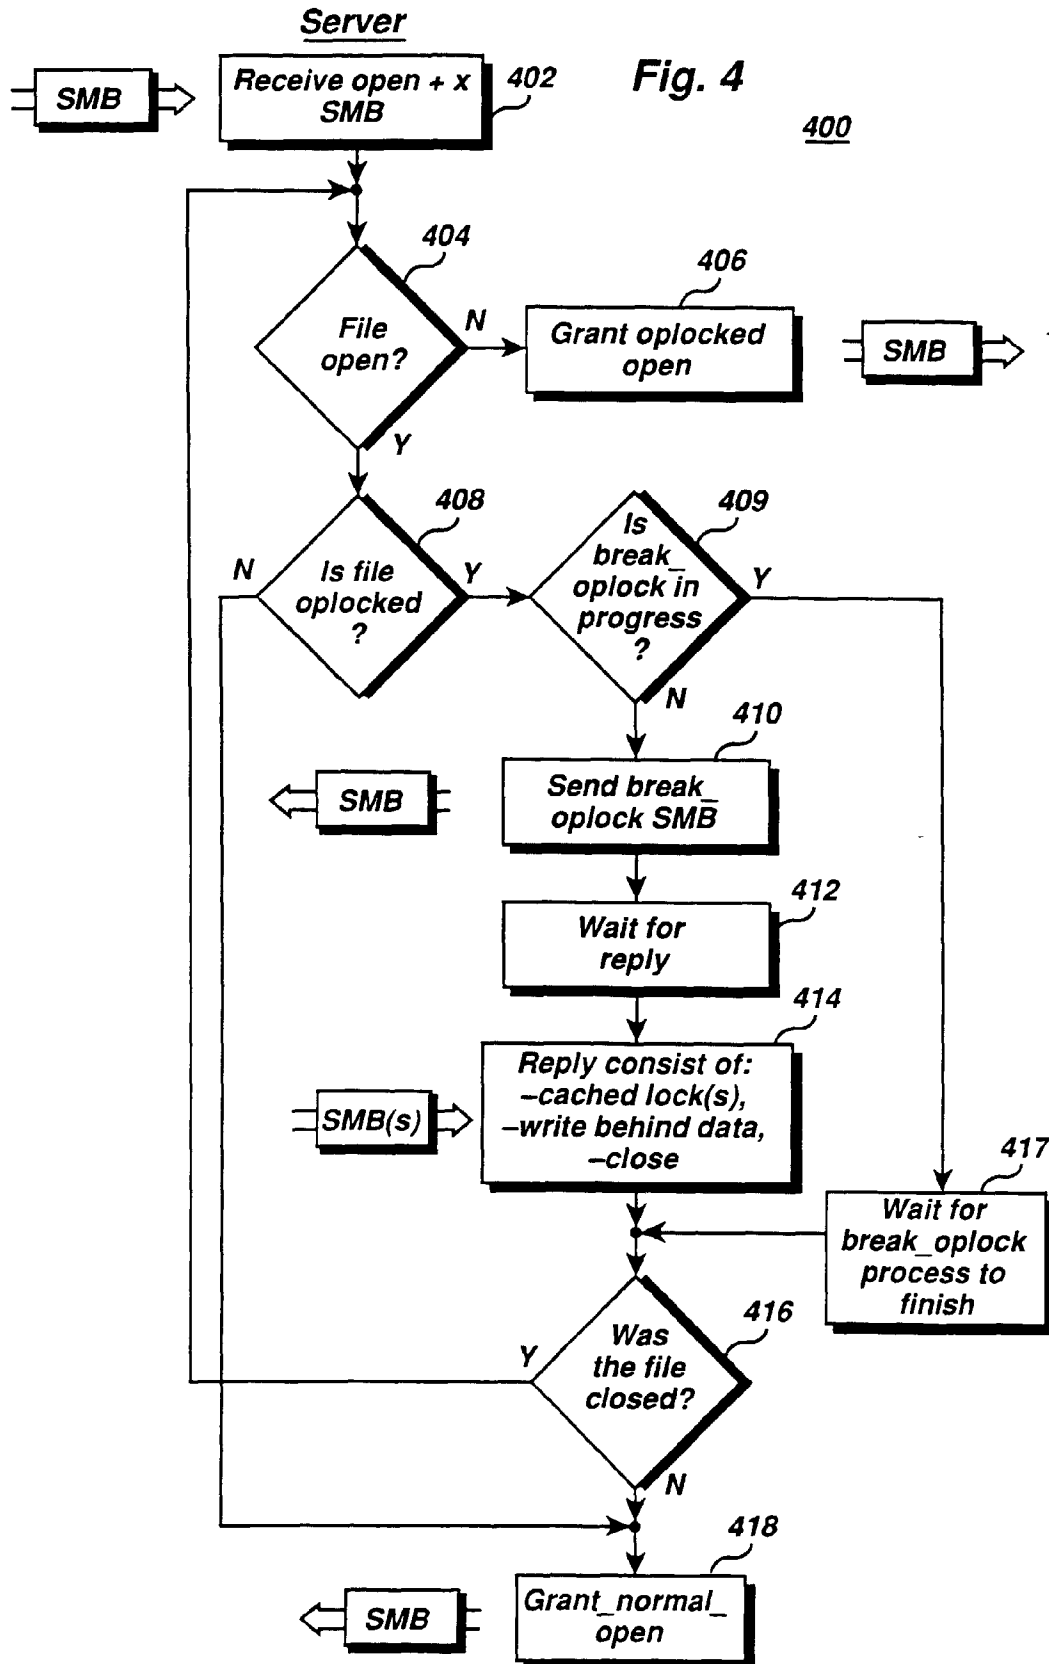 Server
Fig. 4
400
SMB
Receive open + x
SMB
402
404
File
open?
N
Y
406
Grant oplocked
open
SMB
408
Is file
oplocked
?
N
Y
409
Is
break_
oplock in
progress
?
Y
N
410
Send break_
oplock SMB
SMB
412
Wait for
reply
414
Reply consist of:
–cached lock(s),
–write behind data,
–close
SMB(s)
417
Wait for
break_oplock
process to
finish
416
Was
the file
closed?
Y
N
418
Grant_normal_
open
SMB